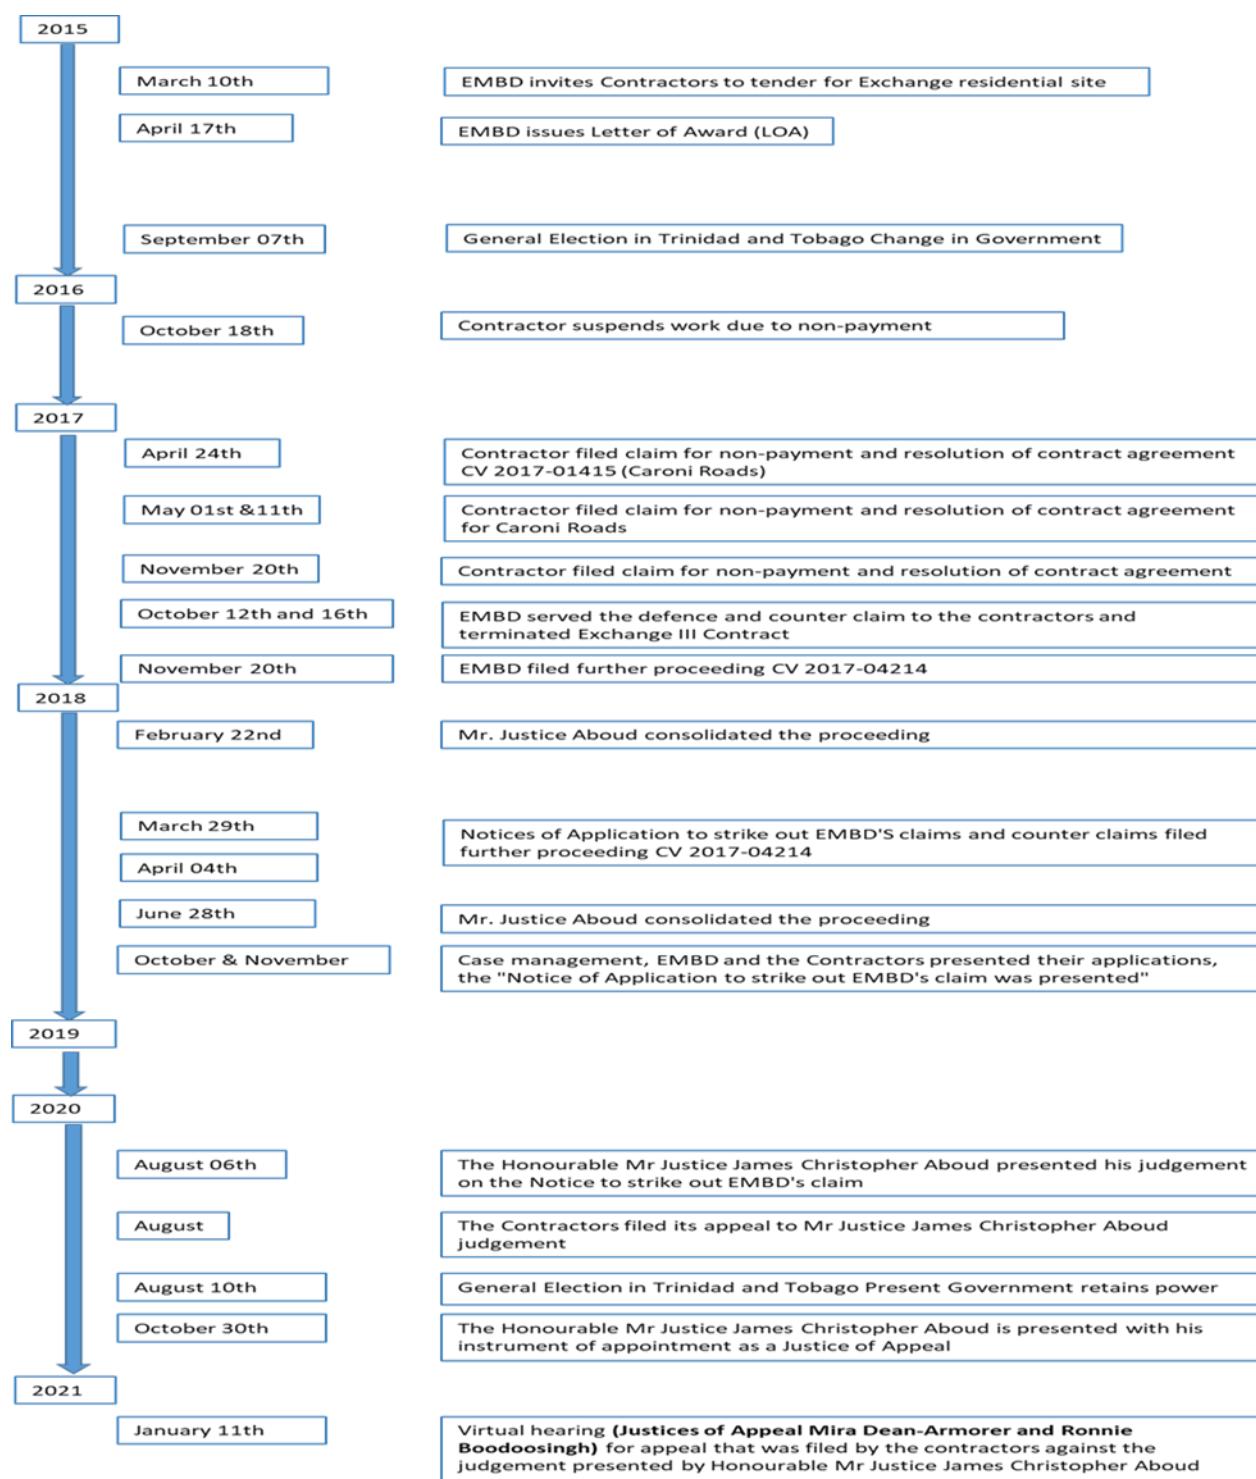 2015
March 10th
EMBD invites Contractors to tender for Exchange residential site
April 17th
EMBD issues Letter of Award (LOA)
September 07th
General Election in Trinidad and Tobago Change in Government
2016
October 18th
Contractor suspends work due to non-payment
2017
April 24th
Contractor filed claim for non-payment and resolution of contract agreement
CV 2017-01415 (Caroni Roads)
May 01st &11th
Contractor filed claim for non-payment and resolution of contract agreement
for Caroni Roads
November 20th
Contractor filed claim for non-payment and resolution of contract agreement
October 12th and 16th
EMBD served the defence and counter claim to the contractors and
terminated Exchange III Contract
November 20th
EMBD filed further proceeding CV 2017-04214
2018
February 22nd
Mr. Justice Aboud consolidated the proceeding
March 29th
April 04th
Notices of Application to strike out EMBD'S claims and counter claims filed
further proceeding CV 2017-04214
June 28th
Mr. Justice Aboud consolidated the proceeding
October & November
Case management, EMBD and the Contractors presented their applications,
the "Notice of Application to strike out EMBD's claim was presented"
2019
2020
August 06th
The Honourable Mr Justice James Christopher Aboud presented his judgement
on the Notice to strike out EMBD's claim
August
The Contractors filed its appeal to Mr Justice James Christopher Aboud
judgement
August 10th
General Election in Trinidad and Tobago Present Government retains power
October 30th
The Honourable Mr Justice James Christopher Aboud is presented with his
instrument of appointment as a Justice of Appeal
2021
January 11th
Virtual hearing (Justices of Appeal Mira Dean-Armorer and Ronnie
Boodoosingh) for appeal that was filed by the contractors against the
judgement presented by Honourable Mr Justice James Christopher Aboud